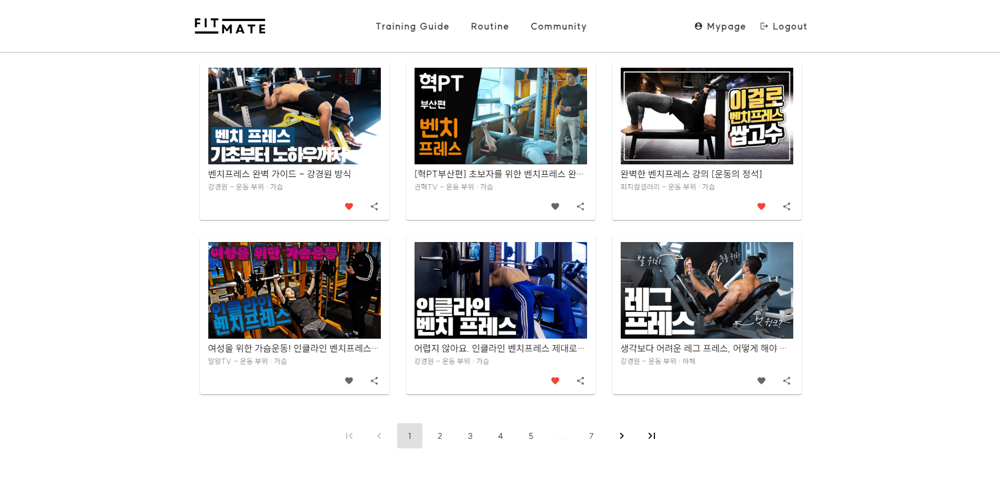 FIT MATE
Training Guide
Routine
Community
Mypage
Logout
벤치 프레스
기초부터 노하우까지
벤치프레스 완벽 가이드 - 강경원 방식
강경원 - 운동 부위 : 가슴
혁PT
부산편
벤치
프레스
[혁PT부산편] 초보자를 위한 벤치프레스 완...
권혁TV - 운동 부위 : 가슴
이걸로
벤치프레스
쌉고수
완벽한 벤치프레스 강의 [운동의 정석]
피지컬갤러리 - 운동 부위 : 가슴
여성을 위한 가슴운동
인클라인
벤치프레스
여성을 위한 가슴운동! 인클라인 벤치프레스...
말왕TV - 운동 부위 : 가슴
인클라인
벤치 프레스
어렵지 않아요. 인클라인 벤치프레스 제대로...
강경원 - 운동 부위 : 가슴
발 위치
무릎 위치
레그
프레스
벗 윙크?
생각보다 어려운 레그 프레스, 어떻게 해야 ...
강경원 - 운동 부위 : 하체
1 2 3 4 5 ... 7